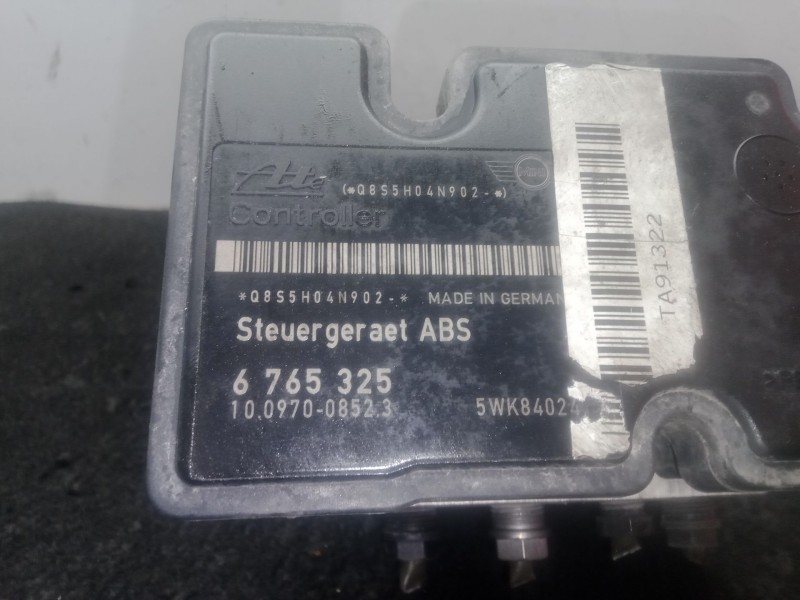 Ate (*Q8S5H04N902-*)
Controller
*Q8S5H04N902-* MADE IN GERMAN
Steuergeraet ABS
6 765 325
10.0970-0852.3 5WK8402
TA91322